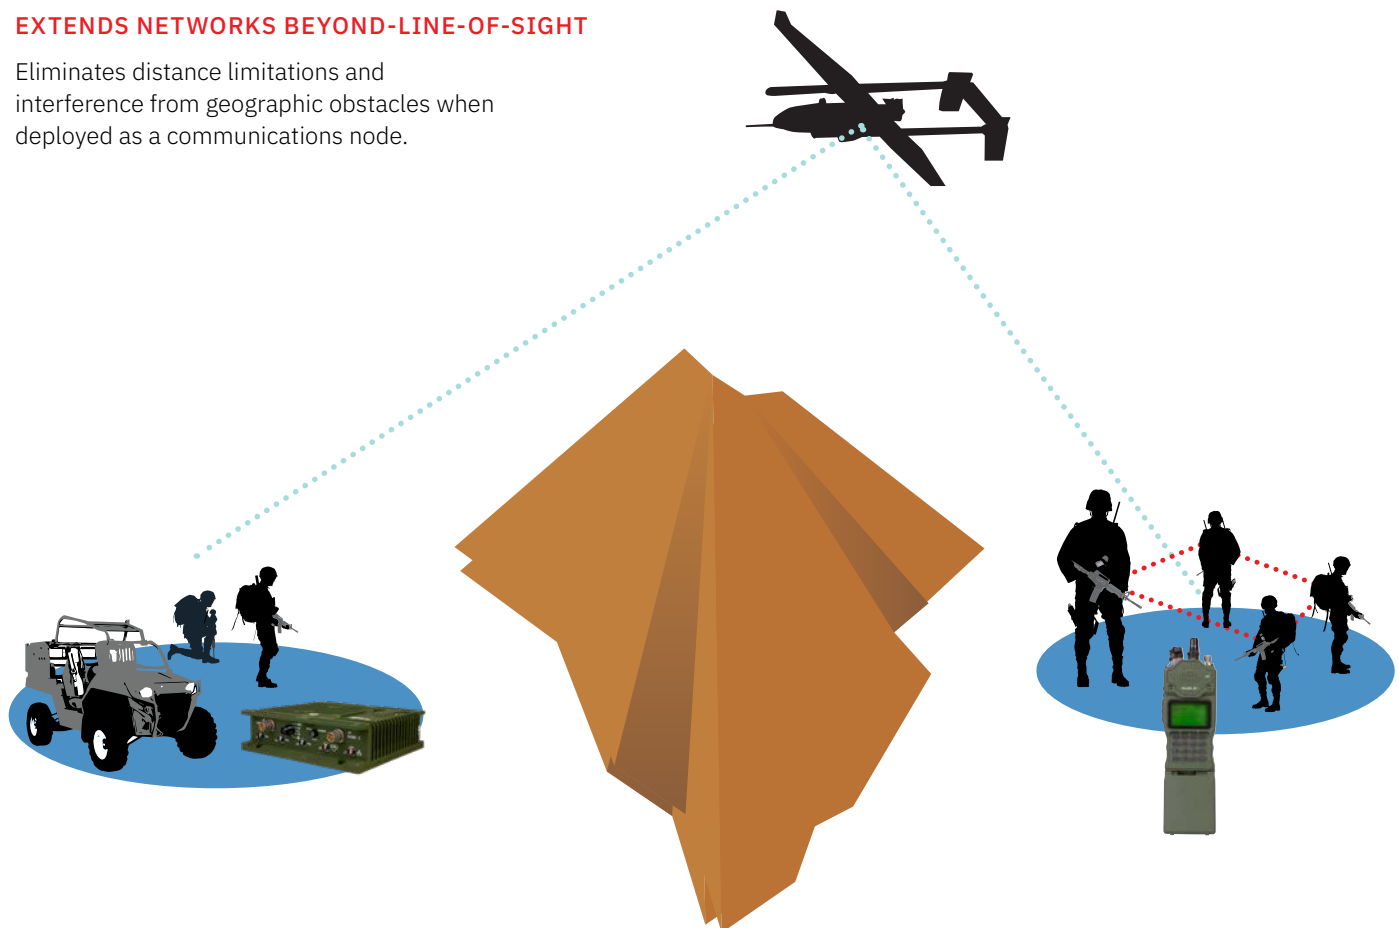 EXTENDS NETWORKS BEYOND-LINE-OF-SIGHT
Eliminates distance limitations and
interference from geographic obstacles when
deployed as a communications node.